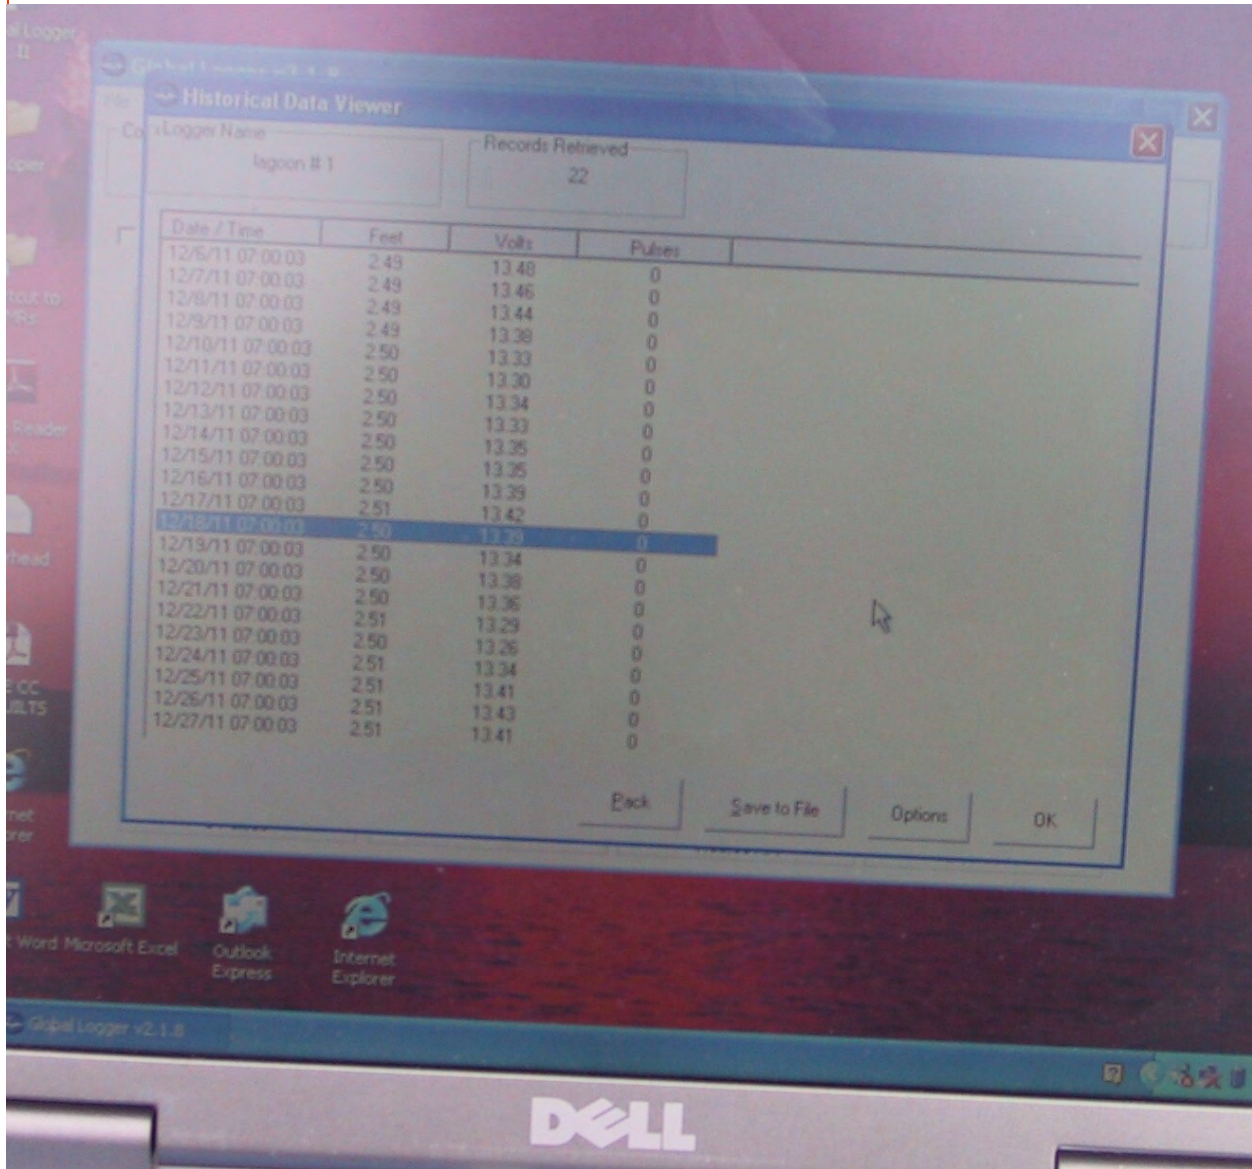 al Logger
II
Global Logger v2.1.8
Historical Data Viewer
File
Co
Logger Name
lagoon # 1
Records Retrieved
22
Date / Time Feet Volts Pulses
12/6/11 07:00:03 2.49 13.48 0
12/7/11 07:00:03 2.49 13.46 0
12/8/11 07:00:03 2.49 13.44 0
12/9/11 07:00:03 2.49 13.38 0
12/10/11 07:00:03 2.50 13.33 0
12/11/11 07:00:03 2.50 13.30 0
12/12/11 07:00:03 2.50 13.34 0
12/13/11 07:00:03 2.50 13.33 0
12/14/11 07:00:03 2.50 13.35 0
12/15/11 07:00:03 2.50 13.35 0
12/16/11 07:00:03 2.50 13.39 0
12/17/11 07:00:03 2.51 13.42 0
12/18/11 07:00:03 2.50 13.39 0
12/19/11 07:00:03 2.50 13.34 0
12/20/11 07:00:03 2.50 13.38 0
12/21/11 07:00:03 2.50 13.36 0
12/22/11 07:00:03 2.51 13.29 0
12/23/11 07:00:03 2.50 13.26 0
12/24/11 07:00:03 2.51 13.34 0
12/25/11 07:00:03 2.51 13.41 0
12/26/11 07:00:03 2.51 13.43 0
12/27/11 07:00:03 2.51 13.41 0
Back Save to File Options OK
Reader
rhead
t Word Microsoft Excel
Outlook
Express
Internet
Explorer
Global Logger v2.1.8
DELL